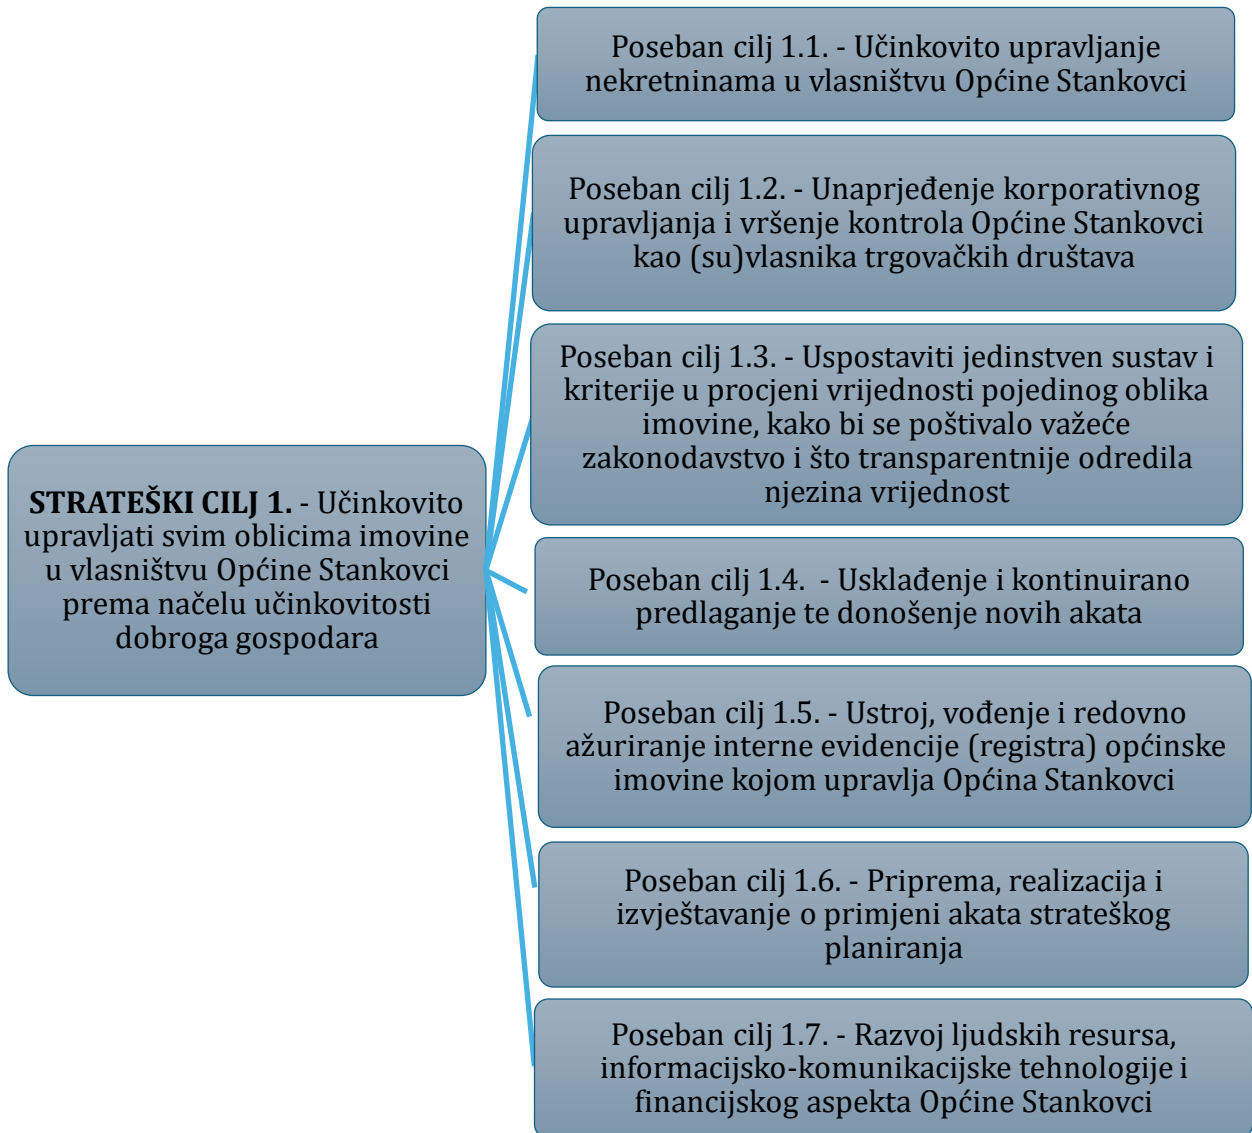 STRATEŠKI CILJ 1. - Učinkovito
upravljati svim oblicima imovine
u vlasništvu Općine Stankovci
prema načelu učinkovitosti
dobroga gospodara
Poseban cilj 1.1. - Učinkovito upravljanje
nekretninama u vlasništvu Općine Stankovci
Poseban cilj 1.2. - Unaprjeđenje korporativnog
upravljanja i vršenje kontrola Općine Stankovci
kao (su)vlasnika trgovačkih društava
Poseban cilj 1.3. - Uspostaviti jedinstven sustav i
kriterije u procjeni vrijednosti pojedinog oblika
imovine, kako bi se poštivalo važeće
zakonodavstvo i što transparentnije odredila
njezina vrijednost
Poseban cilj 1.4.  - Usklađenje i kontinuirano
predlaganje te donošenje novih akata
Poseban cilj 1.5. - Ustroj, vođenje i redovno
ažuriranje interne evidencije (registra) općinske
imovine kojom upravlja Općina Stankovci
Poseban cilj 1.6. - Priprema, realizacija i
izvještavanje o primjeni akata strateškog
planiranja
Poseban cilj 1.7. - Razvoj ljudskih resursa,
informacijsko-komunikacijske tehnologije i
financijskog aspekta Općine Stankovci